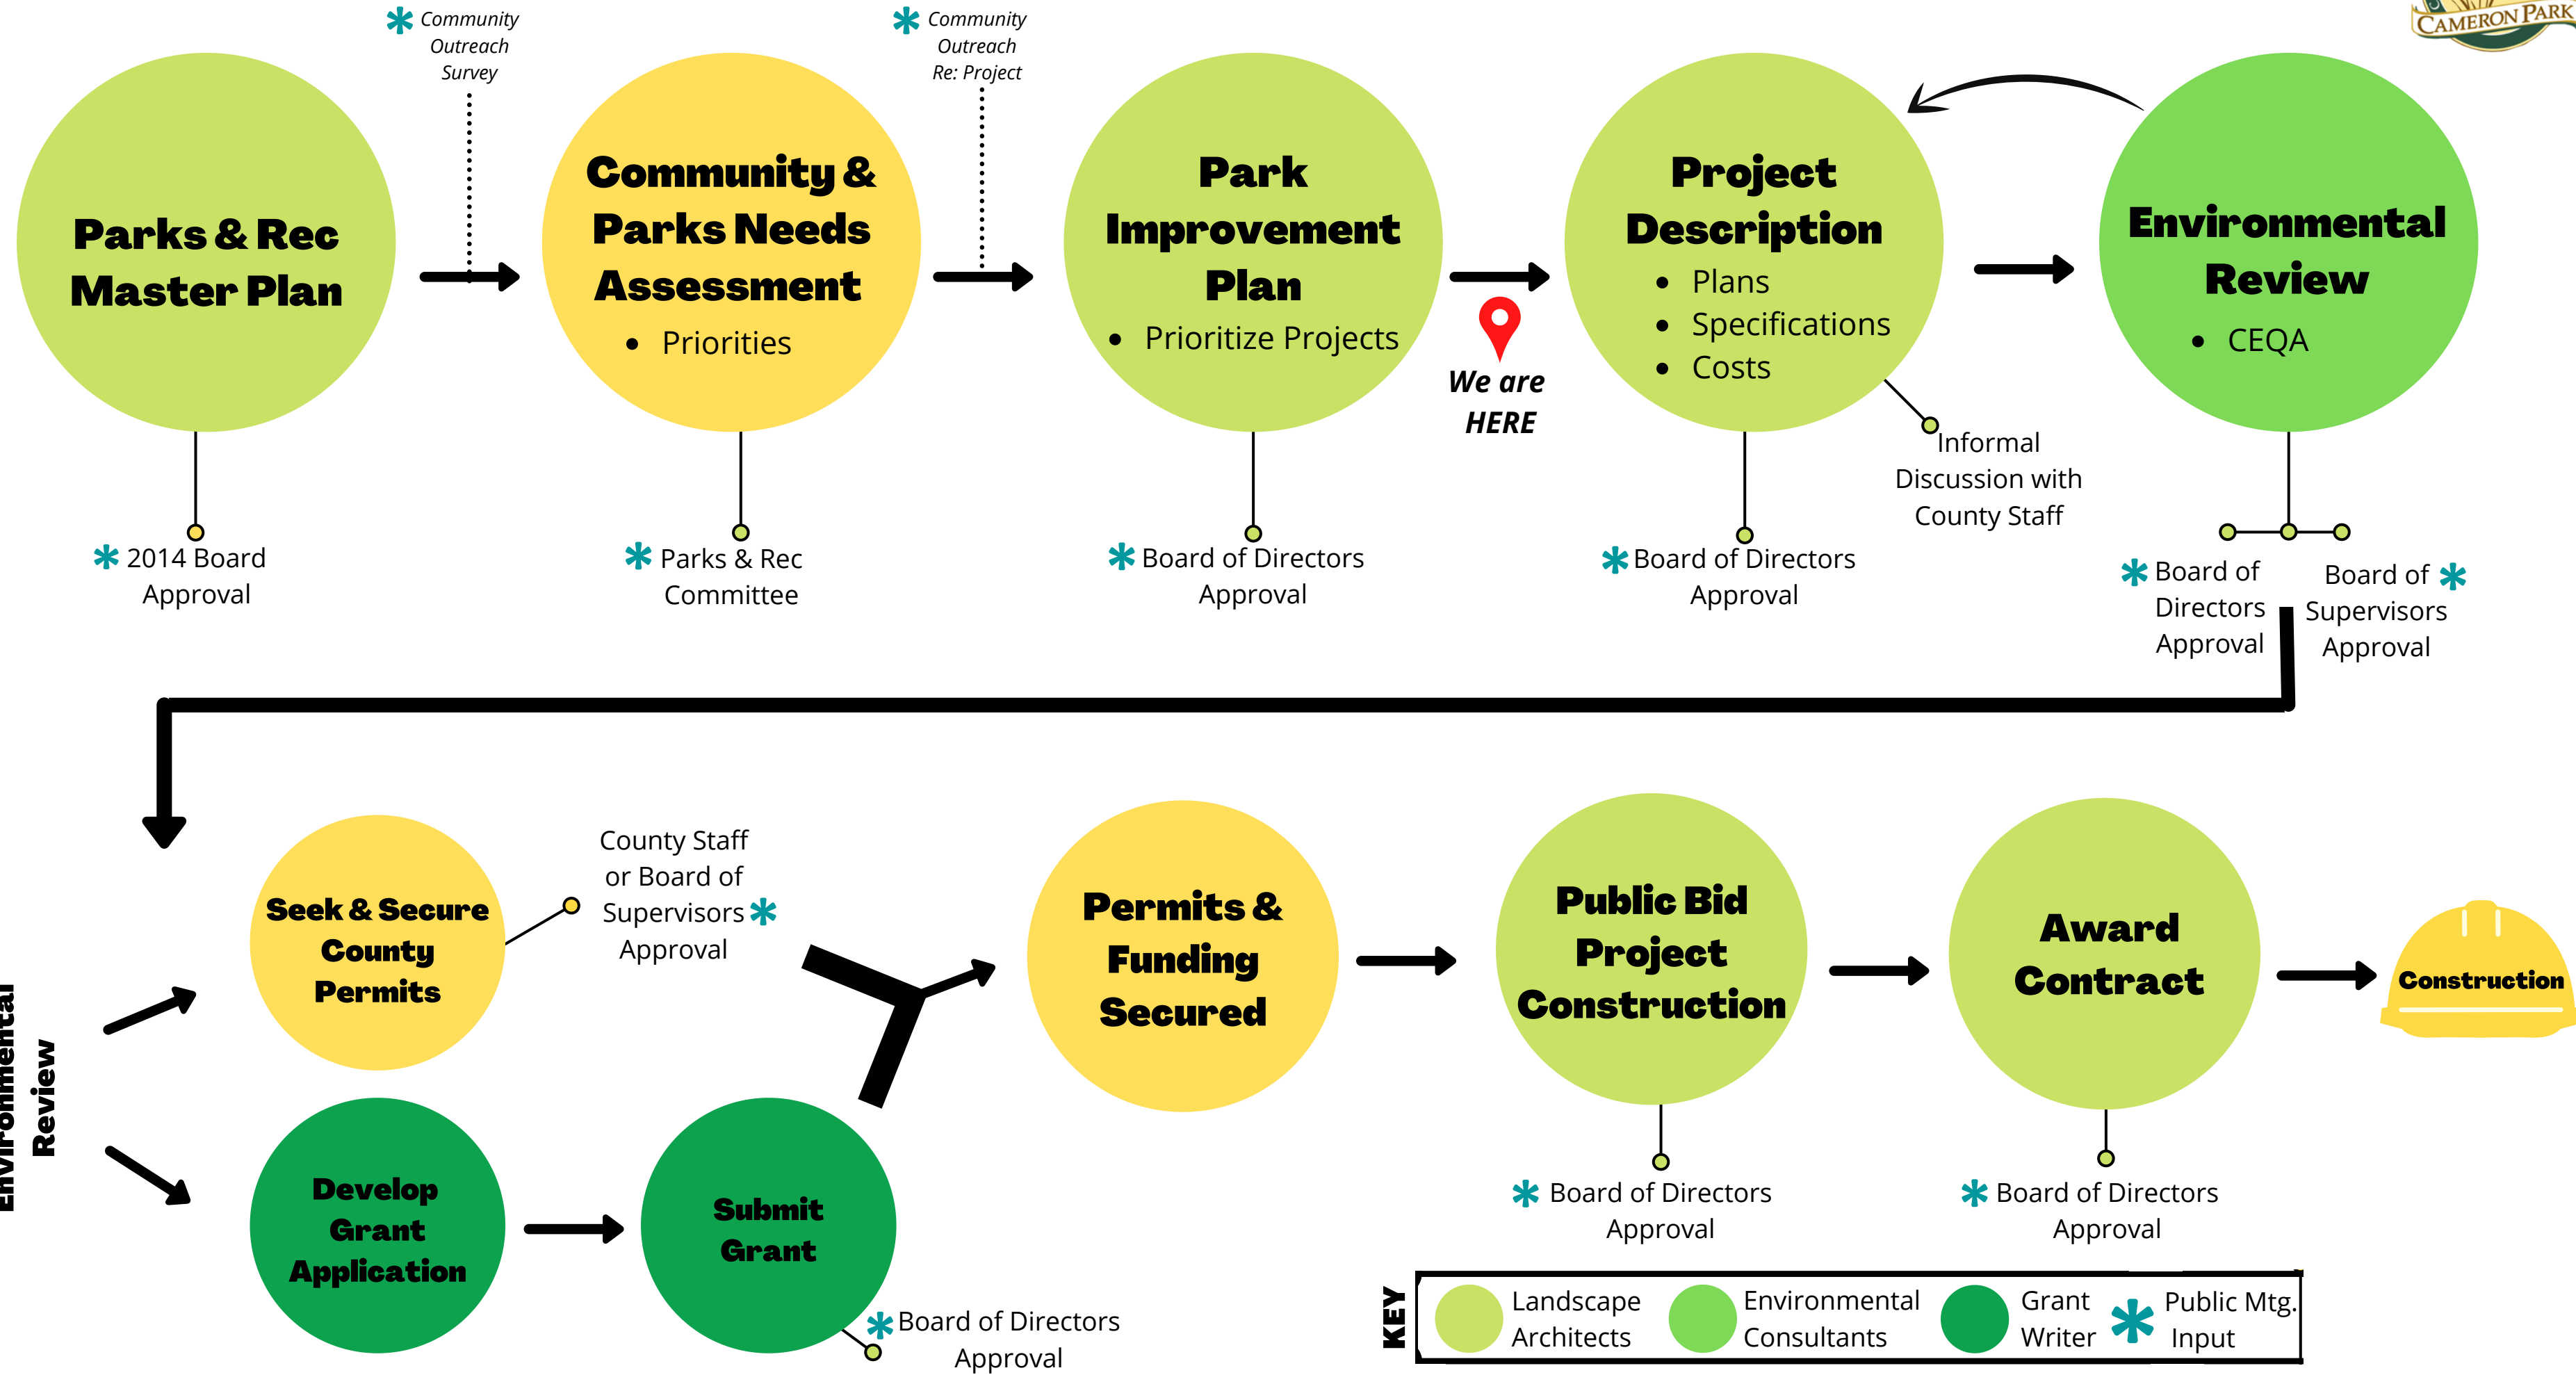 CAMERON PARK
Community
Outreach
Survey
Community
Outreach
Re: Project
Parks & Rec
Master Plan
2014 Board
Approval
Community &
Parks Needs
Assessment
• Priorities
Parks & Rec
Committee
Park
Improvement
Plan
• Prioritize Projects
Board of Directors
Approval
We are
HERE
Project
Description
• Plans
• Specifications
• Costs
Informal
Discussion with
County Staff
Board of Directors
Approval
Environmental
Review
• CEQA
Board of
Directors
Approval
Board of
Supervisors
Approval
Environmental
Review
Seek & Secure
County
Permits
County Staff
or Board of
Supervisors
Approval
Develop
Grant
Application
Submit
Grant
Board of Directors
Approval
Permits &
Funding
Secured
Public Bid
Project
Construction
Board of Directors
Approval
Award
Contract
Board of Directors
Approval
Construction
KEY
Landscape
Architects
Environmental
Consultants
Grant
Writer
Public Mtg.
Input